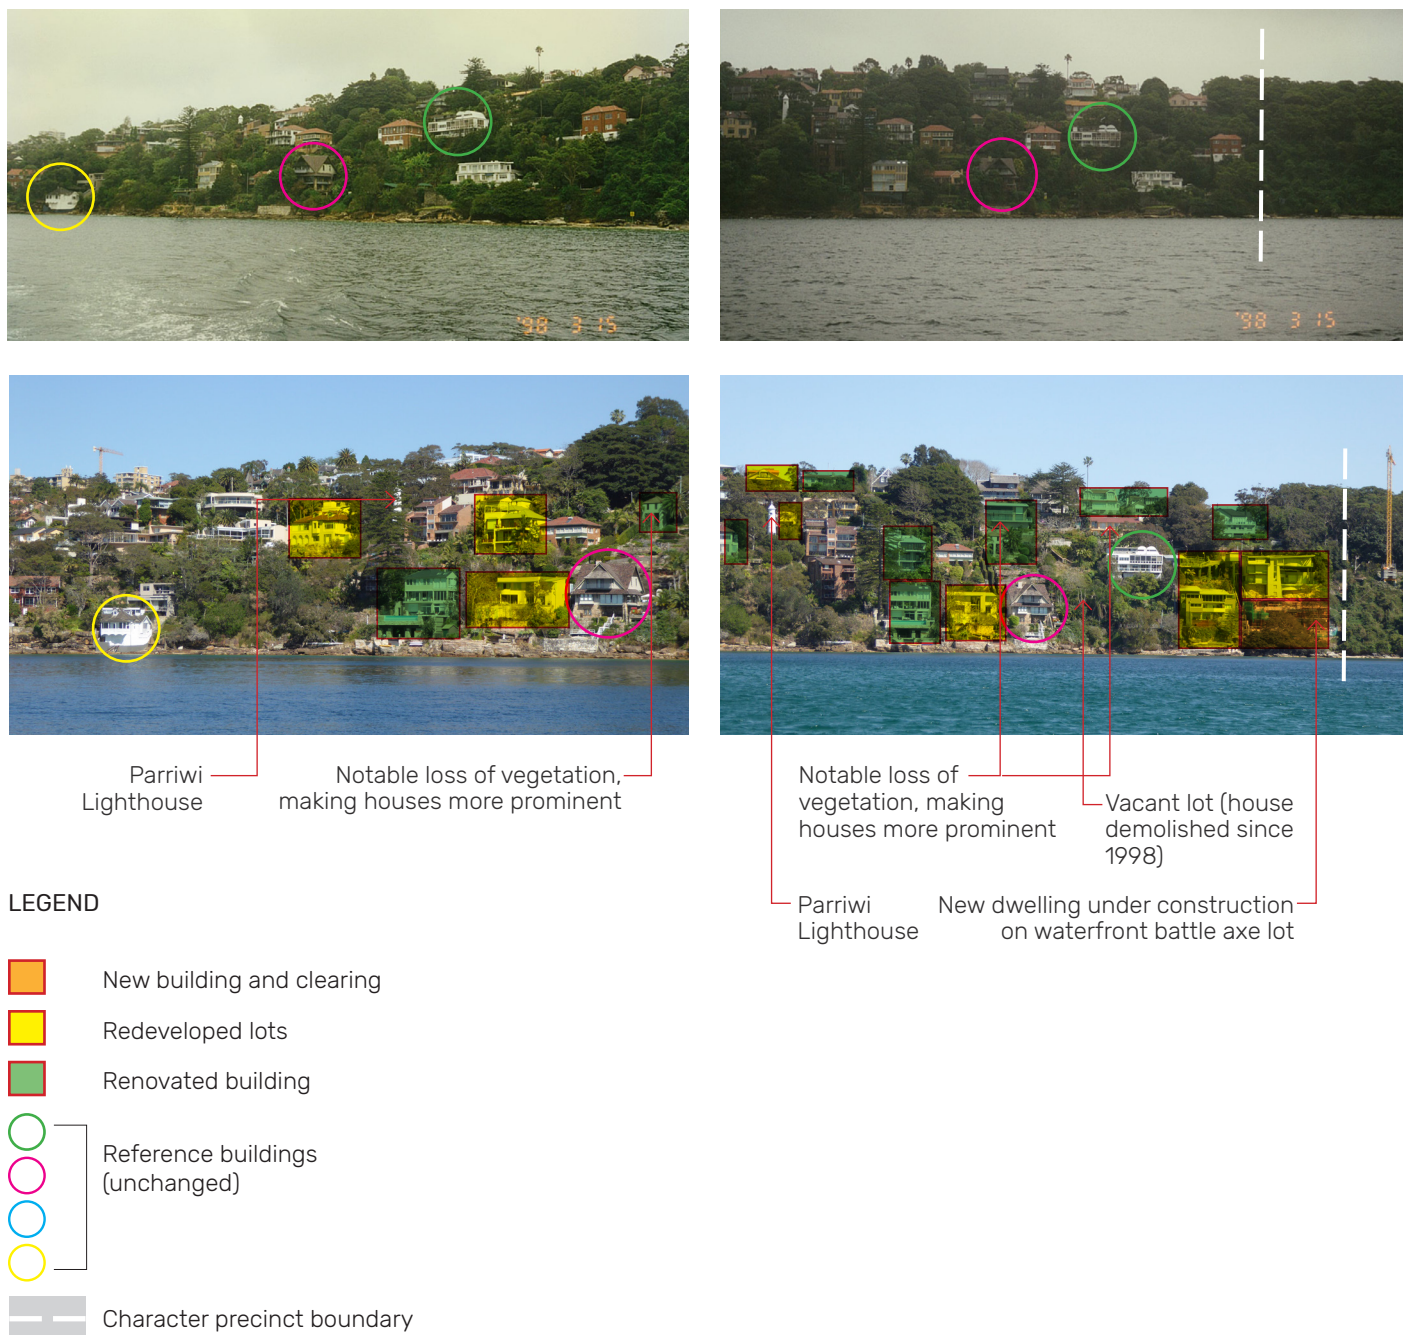 '98 3 15
'98 3 15
Parriwi
Lighthouse
Notable loss of vegetation,
making houses more prominent
Notable loss of
vegetation, making
houses more prominent
Vacant lot (house
demolished since
1998)
Parriwi
Lighthouse
New dwelling under construction
on waterfront battle axe lot
LEGEND
New building and clearing
Redeveloped lots
Renovated building
Reference buildings
(unchanged)
Character precinct boundary